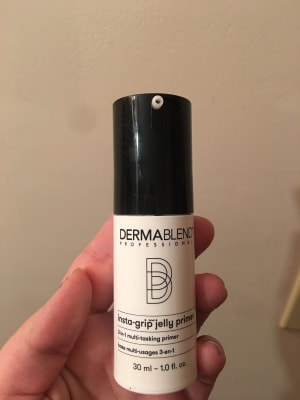 DERMABLEND
PROFESSIONAL
insta-grip jelly primer
3-in-1 multi-tasking primer
base multi-usages 3-en-1
30 ml - 1.0 fl. oz.